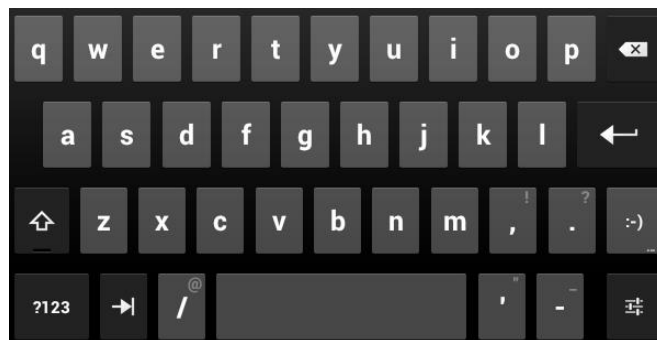 q w e r t y u i o p
a s d f g h j k l
! ?
z x c v b n m , . :-) ...
@ " _
?123 / ' -